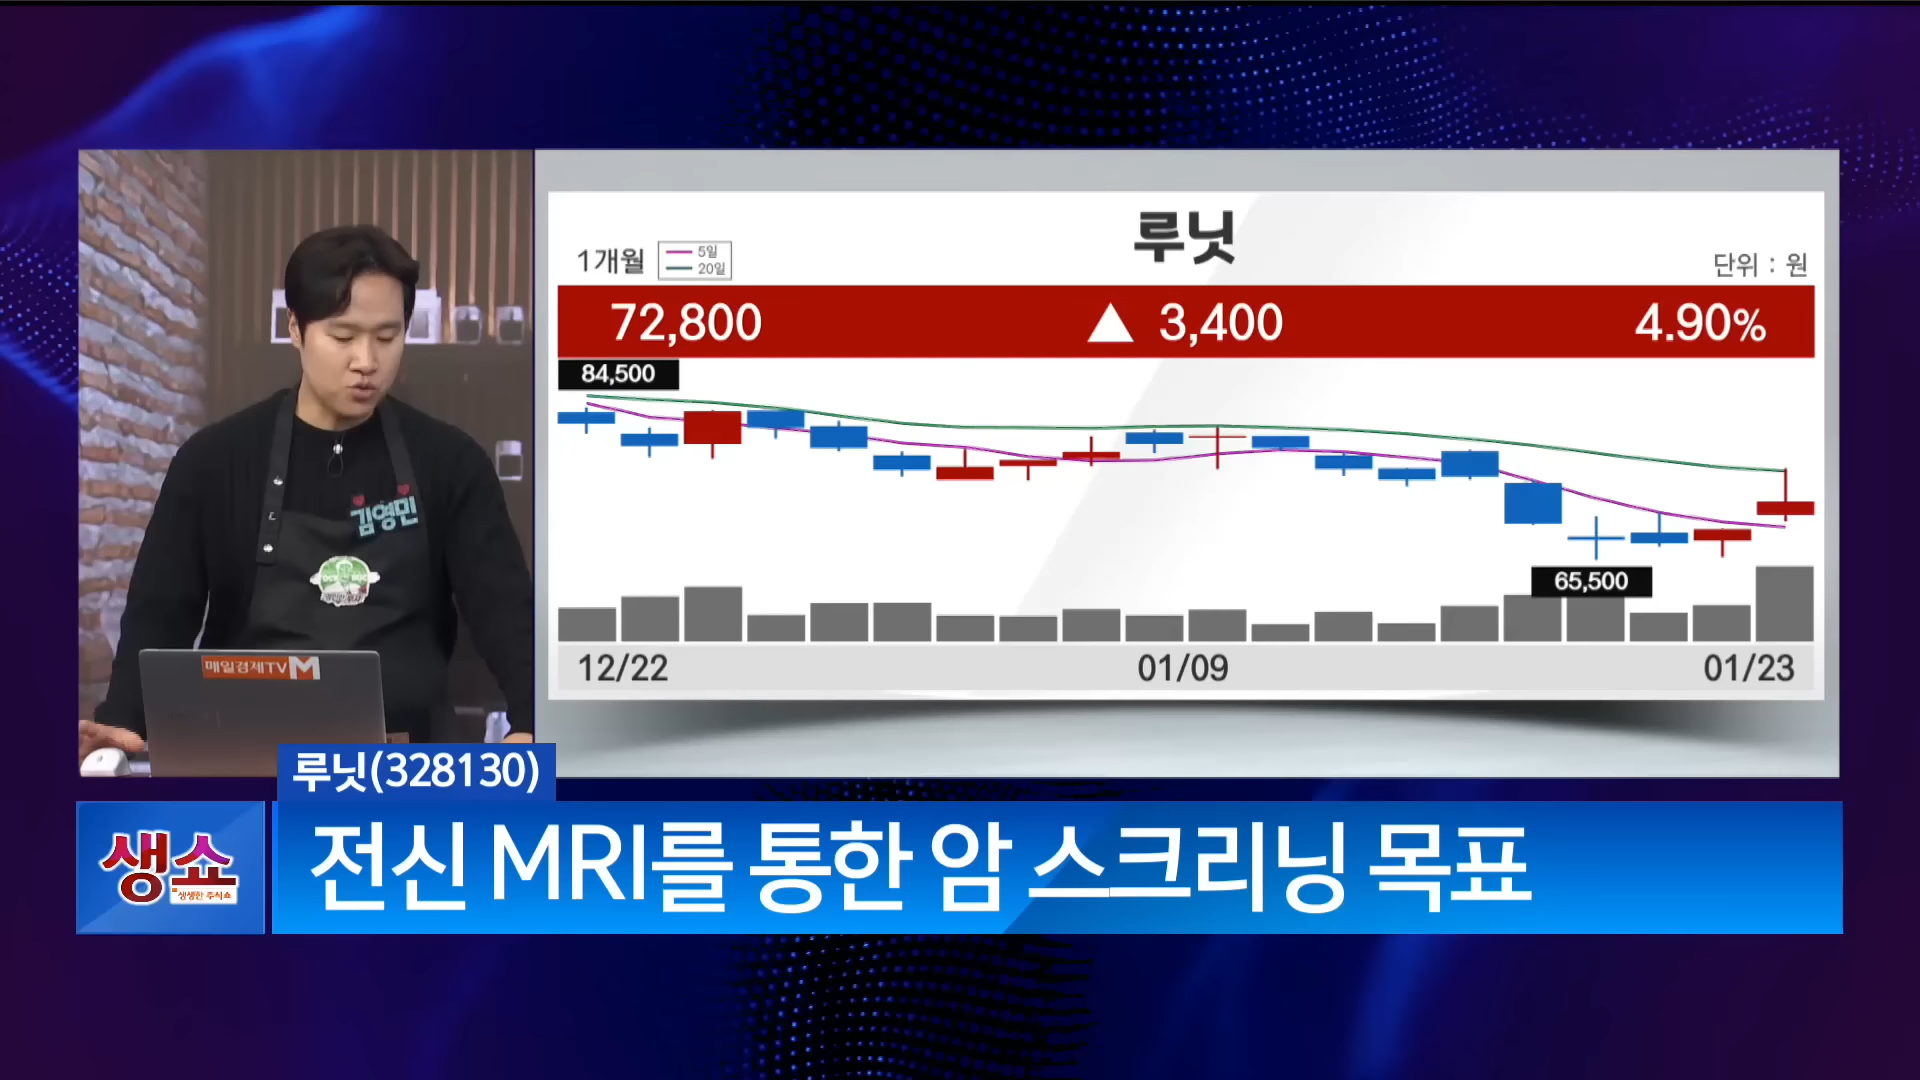 루닛
1개월
5일
20일
단위 : 원
72,800 ▲ 3,400 4.90%
84,500
65,500
12/22 01/09 01/23
김영민
매일경제TV M
루닛(328130)
생쇼
생생한 주식쇼
전신 MRI를 통한 암 스크리닝 목표